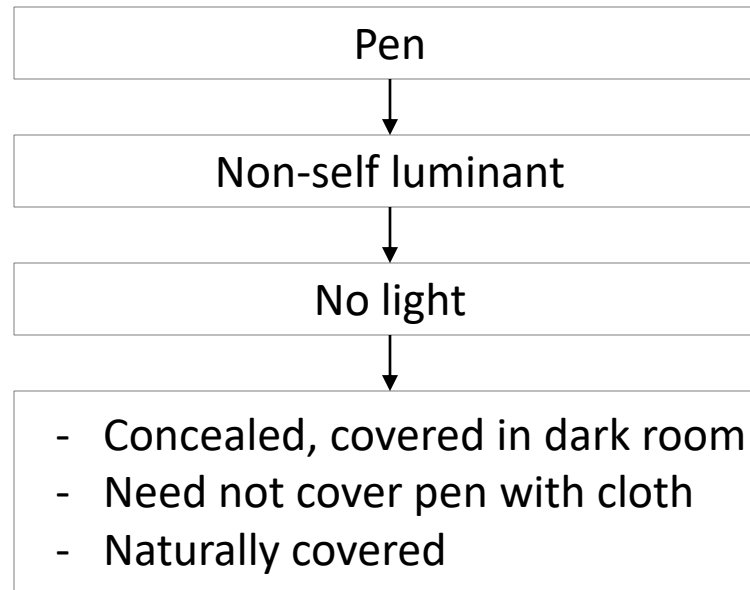 Pen
Non-self luminant
No light
- Concealed, covered in dark room
- Need not cover pen with cloth
- Naturally covered